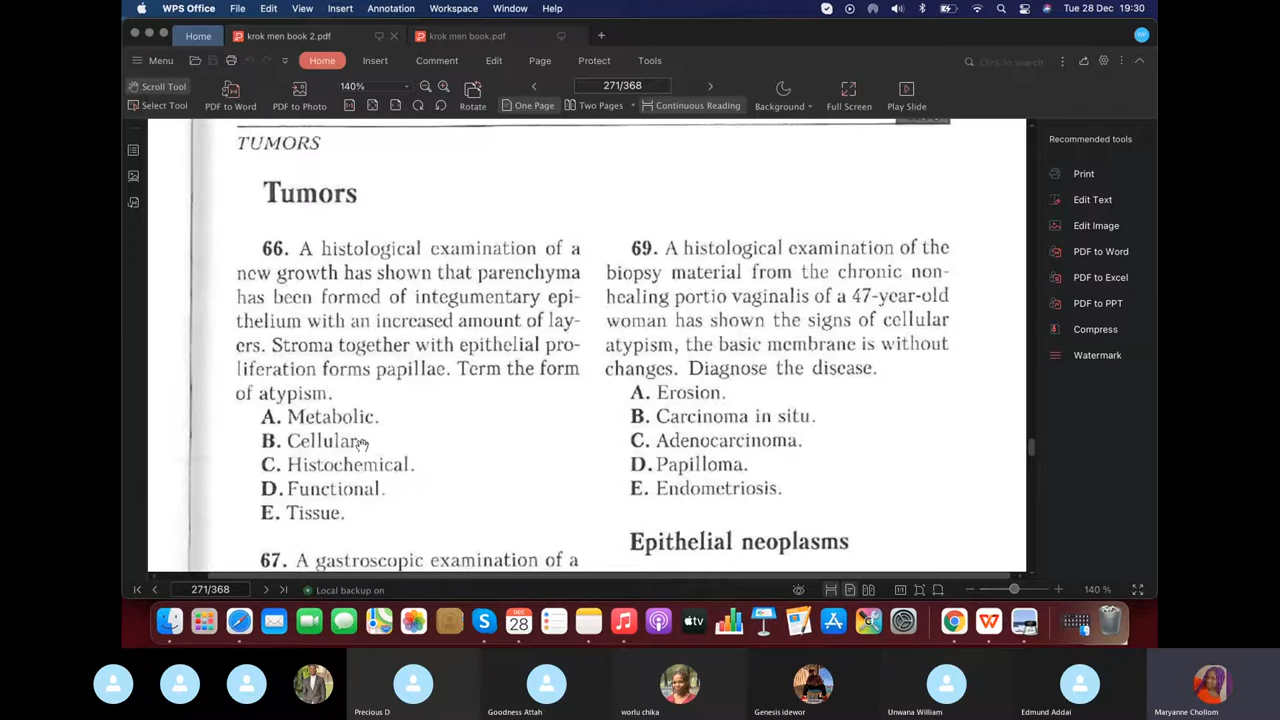 WPS Office File Edit View Insert Annotation Workspace Window Help Tue 28 Dec 19:30
Home krok men book 2.pdf krok men book.pdf
Menu Home Insert Comment Edit Page Protect Tools Click to search
Scroll Tool 140% 271/368
Select Tool PDF to Word PDF to Photo Rotate One Page Two Pages Continuous Reading Background Full Screen Play Slide
Recommended tools
Print
Edit Text
Edit Image
PDF to Word
PDF to Excel
PDF to PPT
Compress
Watermark
TUMORS
Tumors
66. A histological examination of a
new growth has shown that parenchyma
has been formed of integumentary epi-
thelium with an increased amount of lay-
ers. Stroma together with epithelial pro-
liferation forms papillae. Term the form
of atypism.
A. Metabolic.
B. Cellular
C. Histochemical.
D. Functional.
E. Tissue.
67. A gastroscopic examination of a
69. A histological examination of the
biopsy material from the chronic non-
healing portio vaginalis of a 47-year-old
woman has shown the signs of cellular
atypism, the basic membrane is without
changes. Diagnose the disease.
A. Erosion.
B. Carcinoma in situ.
C. Adenocarcinoma.
D. Papilloma.
E. Endometriosis.
Epithelial neoplasms
271/368 Local backup on 140 %
DEC
28
tv
Precious D Goodness Attah worlu chika Genesis idewor Unwana William Edmund Addai Maryanne Chollom